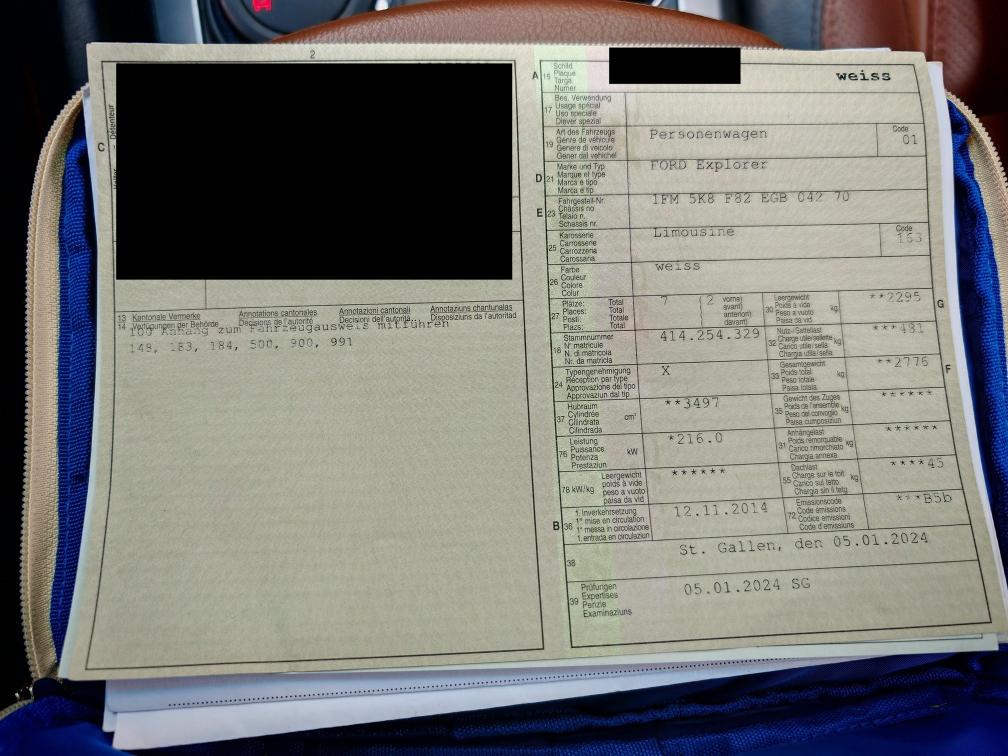 2
C
Détenteur
13 Kantonale Vermerke Annotations cantonales Annotazioni cantonali Annotaziuns chantunalas
14 Verfügungen der Behörde Décisions de l'autorité Decisioni dell'autorità Disposiziuns da l'autoritad
100 Anhang zum Fahrzeugausweis mitführen
148, 183, 184, 500, 900, 991
A 15 Schild
Plaque
Targa
Numer
weiss
17 Bes. Verwendung
Usage spécial
Uso speciale
Diever spezial
19 Art des Fahrzeugs
Genre de véhicule
Genere di veicolo
Gener dal vehichel
Personenwagen
Code
01
D 21 Marke und Typ
Marque et type
Marca e tipo
Marca e tip
FORD Explorer
E 23 Fahrgestell-Nr.
Châssis no
Telaio n.
Schassis nr.
1FM 5K8 F82 EGB 042 70
25 Karosserie
Carrosserie
Carrozzeria
Carossaria
Limousine
Code
153
26 Farbe
Couleur
Colore
Colur
weiss
27 Plätze: Total
Places: Total
Posti: Totale
Plazs: Total
7 ( 2 vorne)
avant)
anteriori)
davant)
30 Leergewicht
Poids à vide
Peso a vuoto
Paisa da vid
kg
**2295
G
18 Stammnummer
N° matricule
N. di matricola
Nr. da matricla
414.254.329
32 Nutz-/Sattellast
Charge utile/sellette
Carico utile/sella
Chargia utila/sella
kg
***481
24 Typengenehmigung
Réception par type
Approvazione del tipo
Approvaziun dal tip
X
33 Gesamtgewicht
Poids total
Peso totale
Paisa totala
kg
**2776
F
37 Hubraum
Cylindrée
Cilindrata
Cilindrada
cm³
**3497
35 Gewicht des Zuges
Poids de l'ensemble
Peso del convoglio
Paisa cumposiziun
kg
******
76 Leistung
Puissance
Potenza
Prestaziun
kW
*216.0
31 Anhängelast
Poids remorquable
Carico rimorchiato
Chargia annexa
kg
******
78 kW/kg Leergewicht
poids à vide
peso a vuoto
paisa da vid
******
55 Dachlast
Charge sur le toit
Carico sul tetto
Chargia sin il tetg
kg
****45
B 36 1. Inverkehrsetzung
1re mise en circulation
1a messa in circolazione
1. entrada en circulaziun
12.11.2014
72 Emissionscode
Code émissions
Codice emissioni
Code d'emissiuns
***B5b
38
St. Gallen, den 05.01.2024
39 Prüfungen
Expertises
Perizie
Examinaziuns
05.01.2024 SG